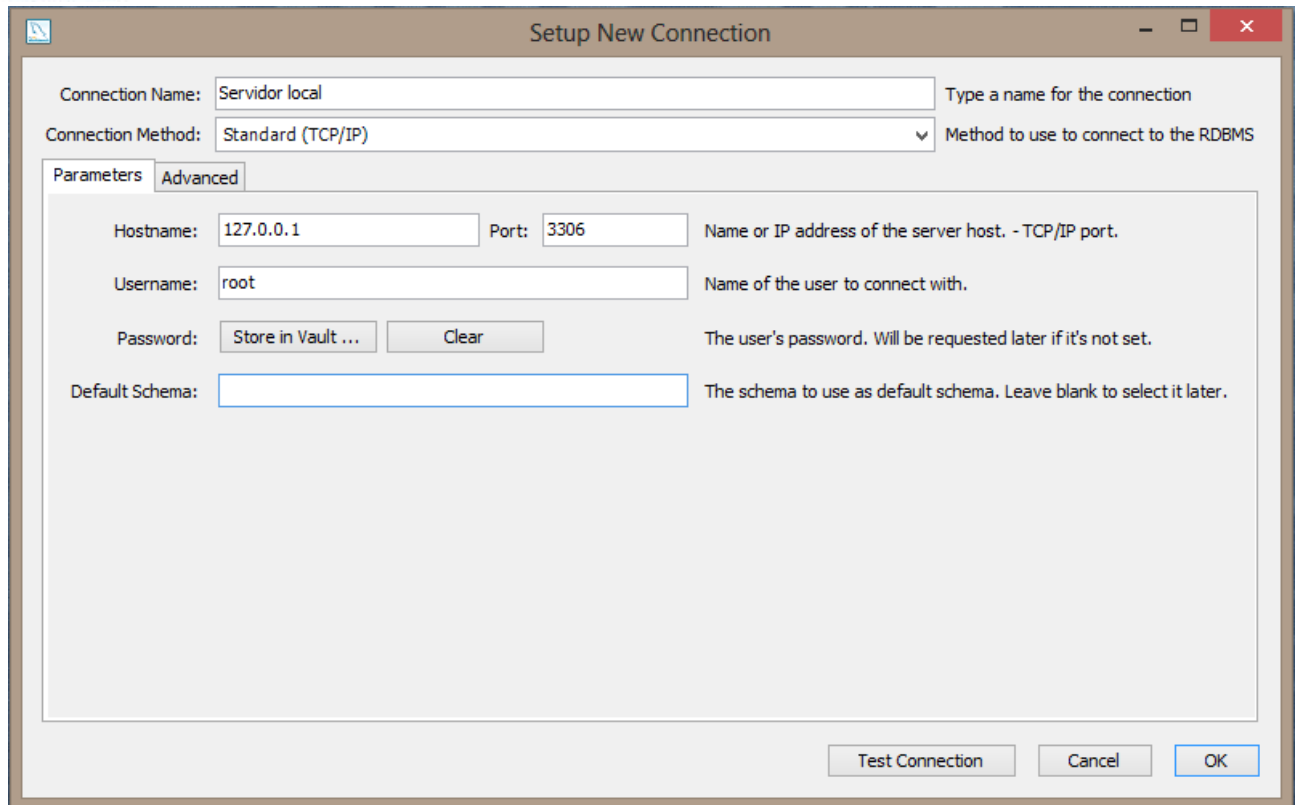 Setup New Connection
Connection Name: Servidor local Type a name for the connection
Connection Method: Standard (TCP/IP) Method to use to connect to the RDBMS
Parameters Advanced
Hostname: 127.0.0.1 Port: 3306 Name or IP address of the server host. - TCP/IP port.
Username: root Name of the user to connect with.
Password: Store in Vault ... Clear The user's password. Will be requested later if it's not set.
Default Schema: The schema to use as default schema. Leave blank to select it later.
Test Connection Cancel OK